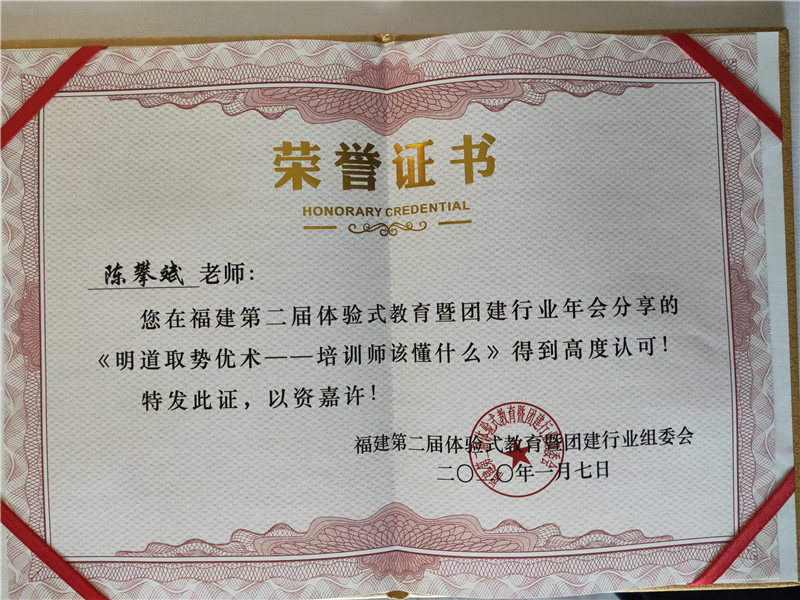 荣誉证书
HONORARY CREDENTIAL
陈攀斌 老师：
您在福建第二届体验式教育暨团建行业年会分享的
《明道取势优术——培训师该懂什么》得到高度认可！
特发此证，以资嘉许！
福建第二届体验式教育暨团建行业组委会
二〇二〇年一月七日